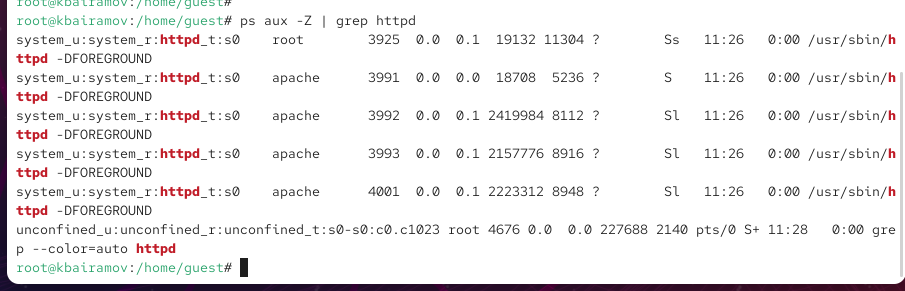 root@kbairamov:/home/guest#
root@kbairamov:/home/guest# ps aux -Z | grep httpd
system_u:system_r:httpd_t:s0    root        3925  0.0  0.1  19132 11304 ?        Ss   11:26   0:00 /usr/sbin/h
ttpd -DFOREGROUND
system_u:system_r:httpd_t:s0    apache      3991  0.0  0.0  18708  5236 ?        S    11:26   0:00 /usr/sbin/h
ttpd -DFOREGROUND
system_u:system_r:httpd_t:s0    apache      3992  0.0  0.1 2419984 8112 ?        Sl   11:26   0:00 /usr/sbin/h
ttpd -DFOREGROUND
system_u:system_r:httpd_t:s0    apache      3993  0.0  0.1 2157776 8916 ?        Sl   11:26   0:00 /usr/sbin/h
ttpd -DFOREGROUND
system_u:system_r:httpd_t:s0    apache      4001  0.0  0.1 2223312 8948 ?        Sl   11:26   0:00 /usr/sbin/h
ttpd -DFOREGROUND
unconfined_u:unconfined_r:unconfined_t:s0-s0:c0.c1023 root 4676 0.0  0.0 227688 2140 pts/0 S+ 11:28   0:00 gre
p --color=auto httpd
root@kbairamov:/home/guest#